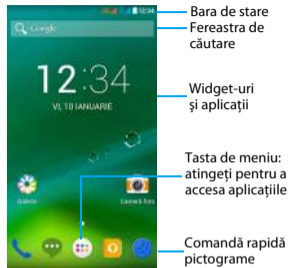 12:34
Bara de stare
Google
Fereastra de
căutare
12:34
VI, 10 IANUARIE
Widget-uri
și aplicații
Tasta de meniu:
atingeți pentru a
accesa aplicațiile
Galerie
Cameră foto
Comandă rapidă
pictograme